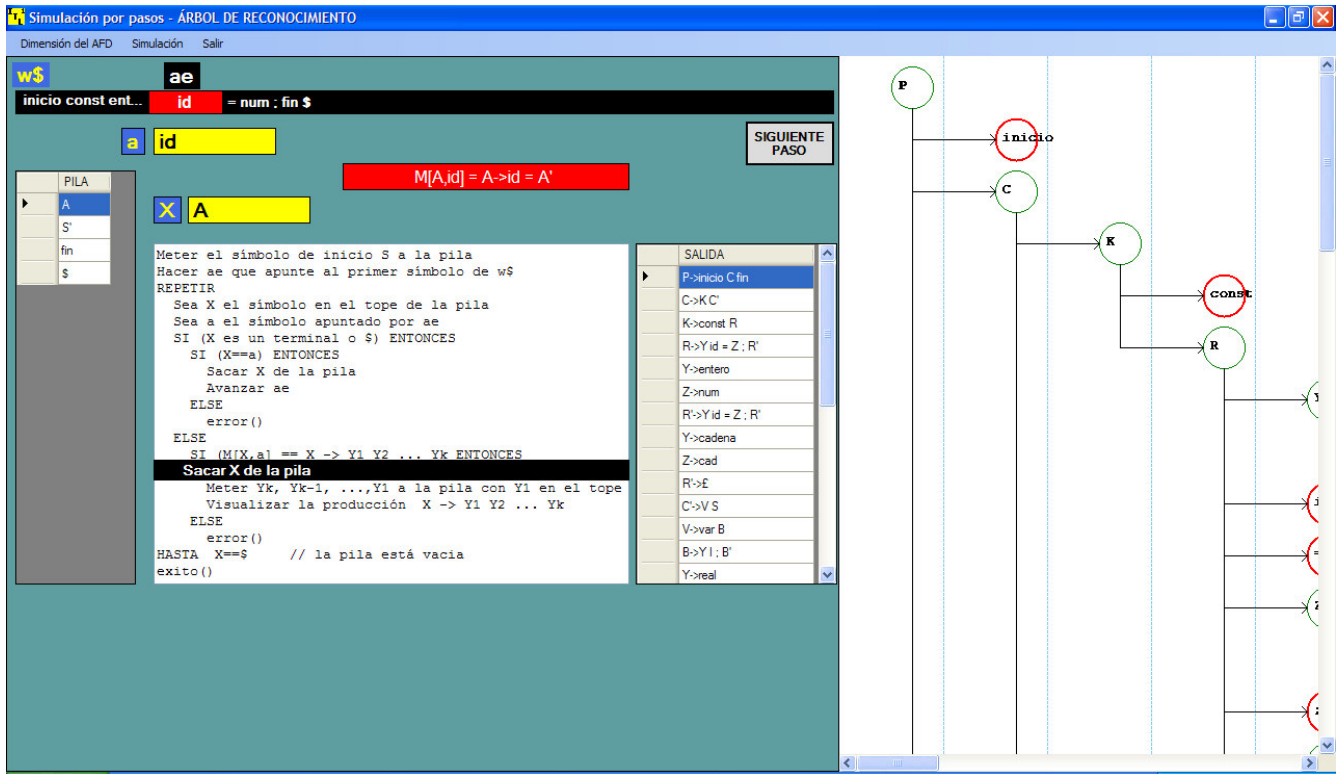 Simulación por pasos - ÁRBOL DE RECONOCIMIENTO
Dimensión del AFD Simulación Salir
w$ ae
inicio const ent... id = num ; fin $
a id
SIGUIENTE
PASO
M[A,id] = A->id = A'
X A
PILA
A
S'
fin
$
Meter el símbolo de inicio S a la pila
Hacer ae que apunte al primer símbolo de w$
REPETIR
Sea X el símbolo en el tope de la pila
Sea a el símbolo apuntado por ae
SI (X es un terminal o $) ENTONCES
SI (X==a) ENTONCES
Sacar X de la pila
Avanzar ae
ELSE
error()
ELSE
SI (M[X,a] == X -> Y1 Y2 ... Yk ENTONCES
Sacar X de la pila
Meter Yk, Yk-1, ...,Y1 a la pila con Y1 en el tope
Visualizar la producción X -> Y1 Y2 ... Yk
ELSE
error()
HASTA X==$ // la pila está vacia
exito()
SALIDA
P->inicio C fin
C->K C'
K->const R
R->Y id = Z ; R'
Y->entero
Z->num
R'->Y id = Z ; R'
Y->cadena
Z->cad
R'->£
C'->V S
V->var B
B->Y I ; B'
Y->real
P
inicio
C
K
const
R
Y
i
=
Z
;